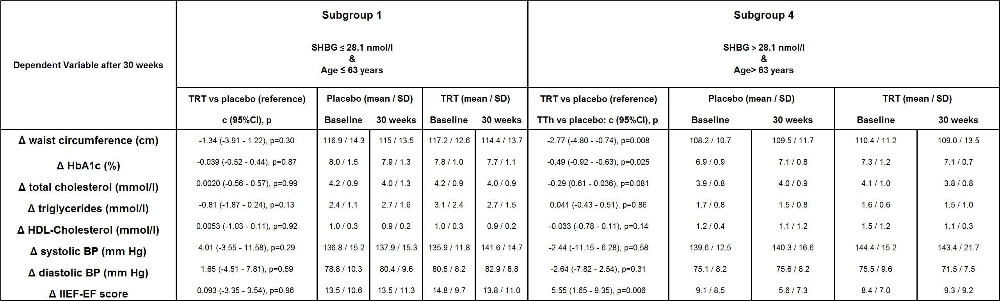 Dependent Variable after 30 weeks
Subgroup 1
SHBG ≤ 28.1 nmol/l
&
Age ≤ 63 years
Subgroup 4
SHBG > 28.1 nmol/l
&
Age> 63 years
TRT vs placebo (reference)
c (95%CI), p
Placebo (mean / SD)
Baseline 30 weeks
TRT (mean / SD)
Baseline 30 weeks
TRT vs placebo (reference)
TTh vs placebo: c (95%CI), p
Placebo (mean / SD)
Baseline 30 weeks
TRT (mean / SD)
Baseline 30 weeks
Δ waist circumference (cm) -1.34 (-3.91 - 1.22), p=0.30 116.9 / 14.3 115 / 13.5 117.2 / 12.6 114.4 / 13.7 -2.77 (-4.80 - -0.74), p=0.008 108.2 / 10.7 109.5 / 11.7 110.4 / 11.2 109.0 / 13.5
Δ HbA1c (%) -0.039 (-0.52 - 0.44), p=0.87 8.0 / 1.5 7.9 / 1.3 7.8 / 1.0 7.7 / 1.1 -0.49 (-0.92 - -0.63), p=0.025 6.9 / 0.9 7.1 / 0.8 7.3 / 1.2 7.1 / 0.7
Δ total cholesterol (mmol/l) 0.0020 (-0.56 - 0.57), p=0.99 4.2 / 0.9 4.0 / 1.3 4.2 / 0.9 4.0 / 0.9 -0.29 (0.61 - 0.036), p=0.081 3.9 / 0.8 4.0 / 0.9 4.1 / 1.0 3.8 / 0.8
Δ triglycerides (mmol/l) -0.81 (-1.87 - 0.24), p=0.13 2.4 / 1.1 2.7 / 1.6 3.1 / 2.4 2.7 / 1.5 0.041 (-0.43 - 0.51), p=0.86 1.7 / 0.8 1.5 / 0.8 1.6 / 0.6 1.5 / 1.0
Δ HDL-Cholesterol (mmol/l) 0.0053 (-1.03 - 0.11), p=0.92 1.0 / 0.3 0.9 / 0.2 1.0 / 0.3 0.9 / 0.2 -0.033 (-0.78 - 0.11), p=0.14 1.2 / 0.4 1.1 / 1.2 1.5 / 1.2 1.1 / 0.3
Δ systolic BP (mm Hg) 4.01 (-3.55 - 11.58), p=0.29 136.8 / 15.2 137.9 / 15.3 135.9 / 11.8 141.6 / 14.7 -2.44 (-11.15 - 6.28), p=0.58 139.6 / 12.5 140.3 / 16.6 144.4 / 15.2 143.4 / 21.7
Δ diastolic BP (mm Hg) 1.65 (-4.51 - 7.81), p=0.59 78.8 / 10.3 80.4 / 9.6 80.5 / 8.2 82.9 / 8.8 -2.64 (-7.82 - 2.54), p=0.31 75.1 / 8.2 75.6 / 8.2 75.5 / 9.6 71.5 / 7.5
Δ IIEF-EF score 0.093 (-3.35 - 3.54), p=0.96 13.5 / 10.6 13.5 / 11.3 14.8 / 9.7 13.8 / 11.0 5.55 (1.65 - 9.35), p=0.006 9.1 / 8.5 5.6 / 7.3 8.4 / 7.0 9.3 / 9.2